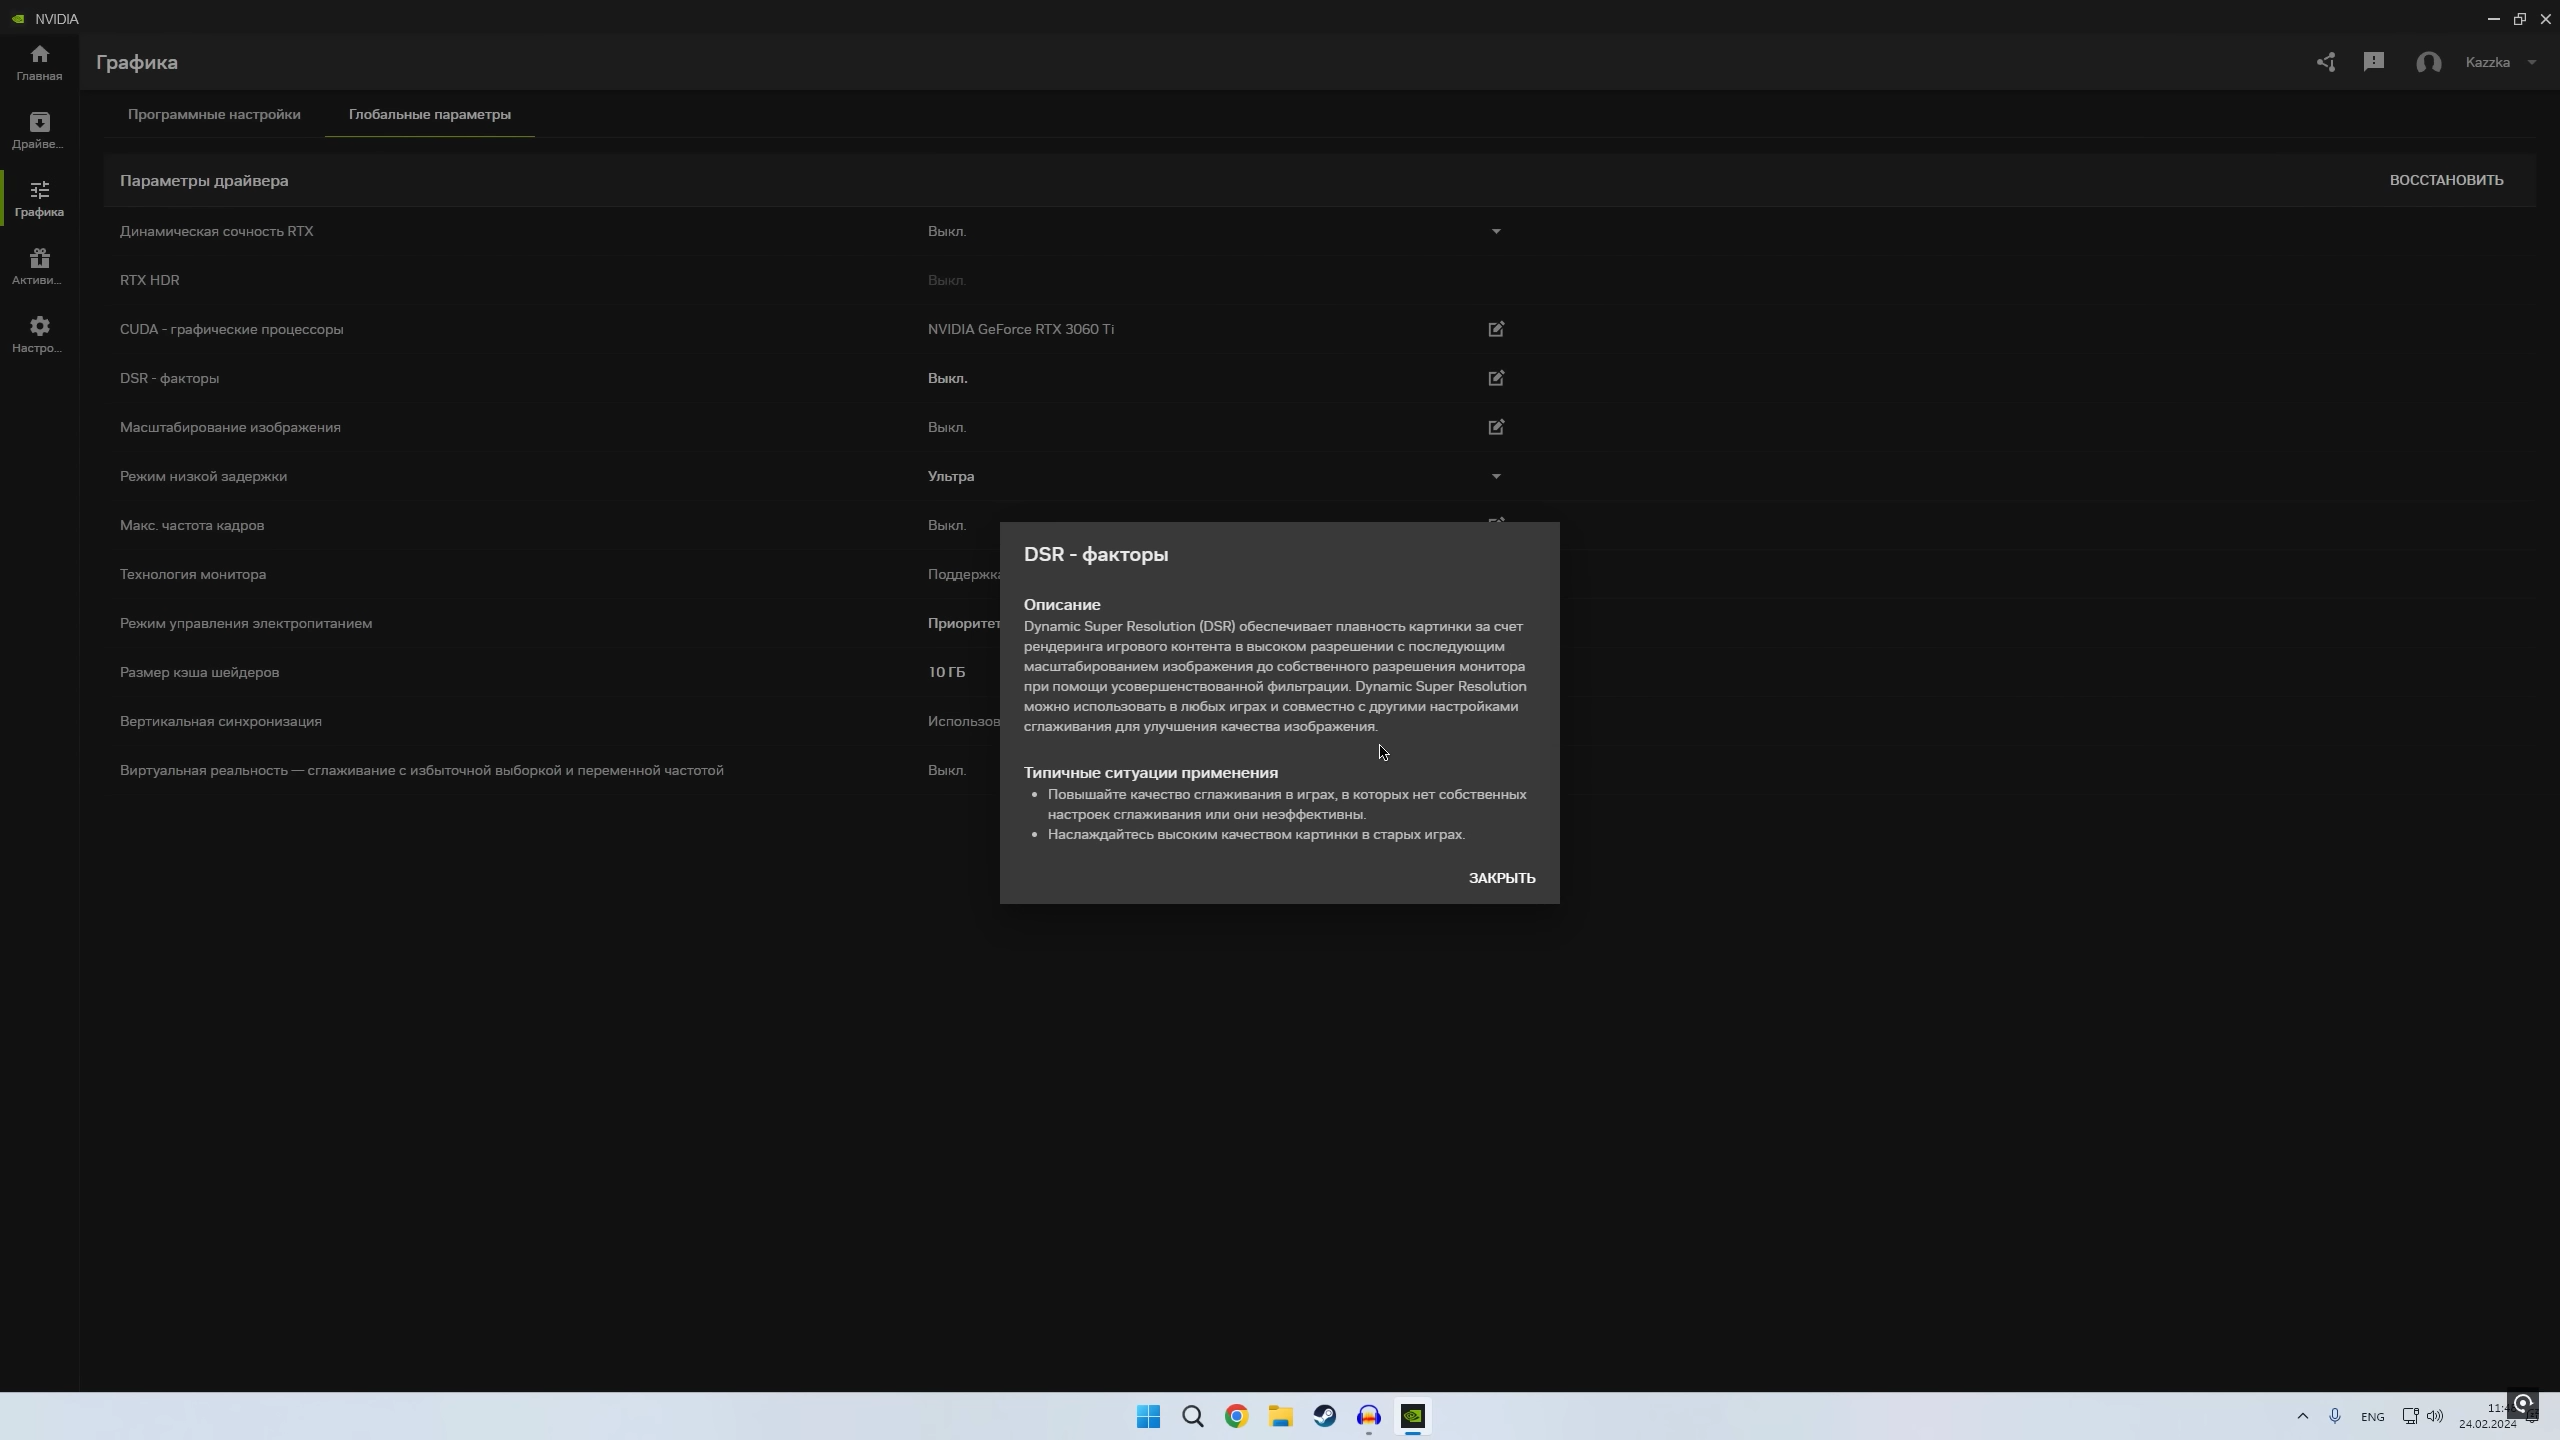 NVIDIA
Главная
Драйве...
Графика
Активи...
Настро...
Графика
Kazzka
Программные настройки
Глобальные параметры
Параметры драйвера
ВОССТАНОВИТЬ
Динамическая сочность RTX
Выкл.
RTX HDR
Выкл.
CUDA - графические процессоры
NVIDIA GeForce RTX 3060 Ti
DSR - факторы
Выкл.
Масштабирование изображения
Выкл.
Режим низкой задержки
Ультра
Макс. частота кадров
Выкл.
Технология монитора
Режим управления электропитанием
Размер кэша шейдеров
10 ГБ
Вертикальная синхронизация
Виртуальная реальность — сглаживание с избыточной выборкой и переменной частотой
Выкл.
DSR - факторы
Описание
Dynamic Super Resolution (DSR) обеспечивает плавность картинки за счет
рендеринга игрового контента в высоком разрешении с последующим
масштабированием изображения до собственного разрешения монитора
при помощи усовершенствованной фильтрации. Dynamic Super Resolution
можно использовать в любых играх и совместно с другими настройками
сглаживания для улучшения качества изображения.
Типичные ситуации применения
• Повышайте качество сглаживания в играх, в которых нет собственных
настроек сглаживания или они неэффективны.
• Наслаждайтесь высоким качеством картинки в старых играх.
ЗАКРЫТЬ
ENG
24.02.2024